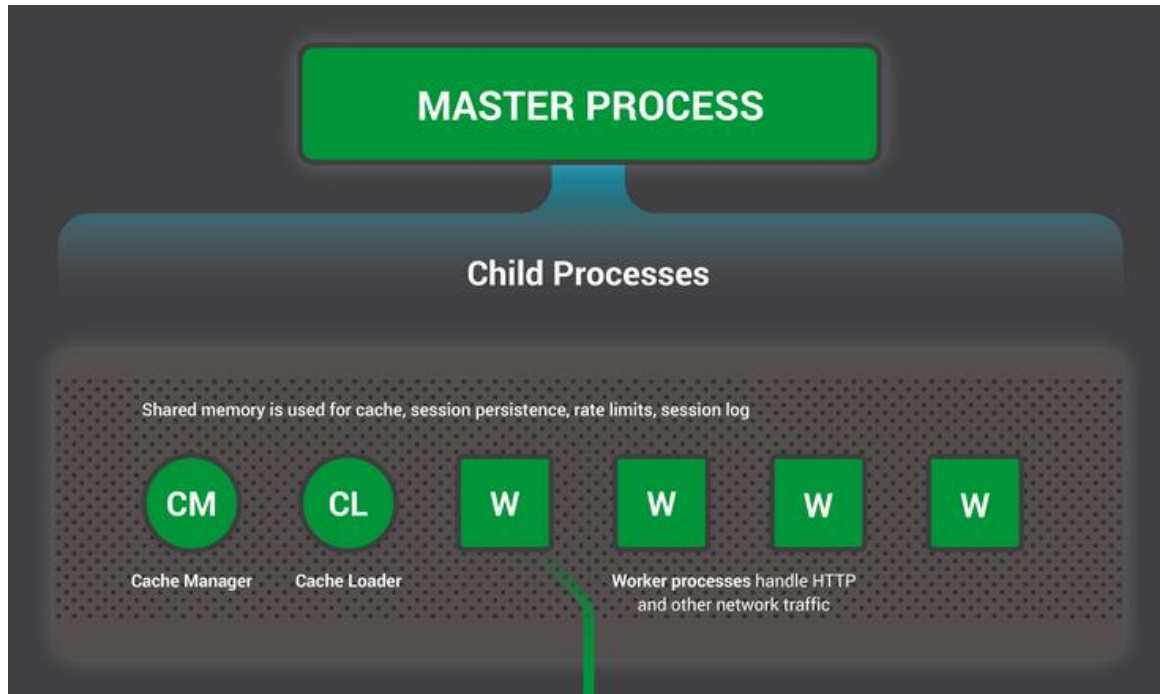 MASTER PROCESS
Child Processes
Shared memory is used for cache, session persistence, rate limits, session log
CM
CL
W
W
W
W
Cache Manager
Cache Loader
Worker processes handle HTTP
and other network traffic